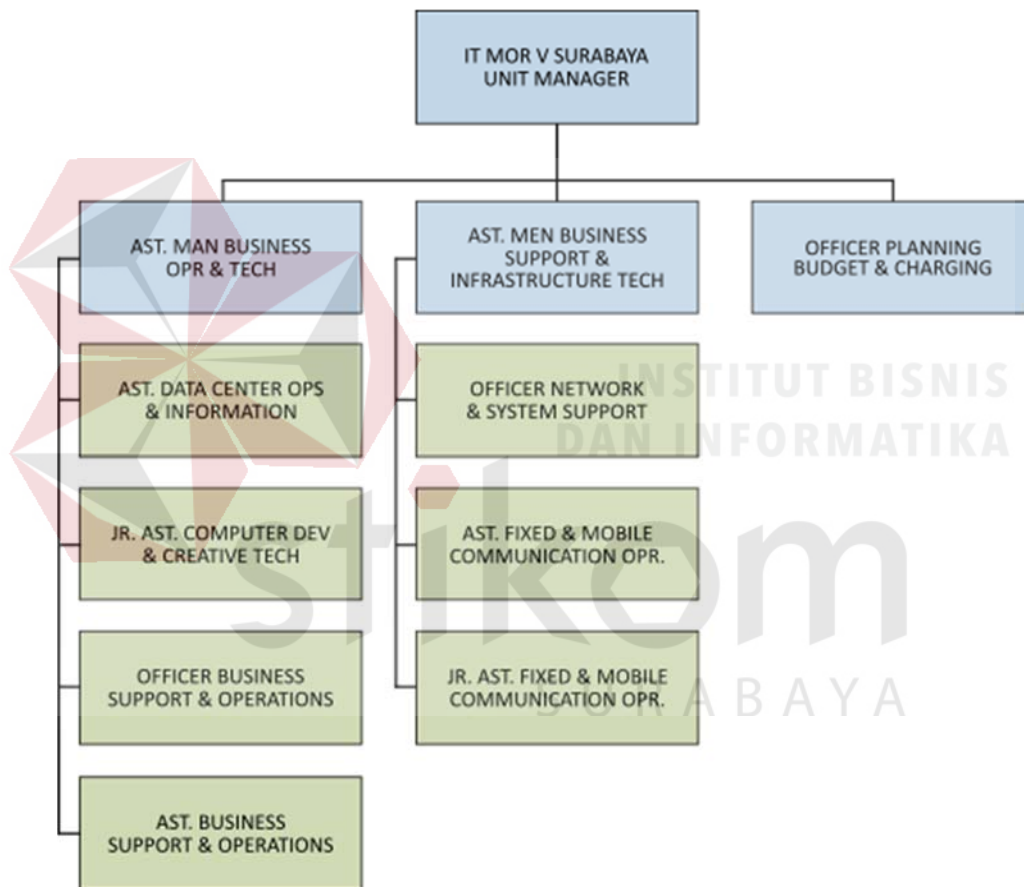 IT MOR V SURABAYA
UNIT MANAGER
AST. MAN BUSINESS
OPR & TECH
AST. MEN BUSINESS
SUPPORT &
INFRASTRUCTURE TECH
OFFICER PLANNING
BUDGET & CHARGING
AST. DATA CENTER OPS
& INFORMATION
OFFICER NETWORK
& SYSTEM SUPPORT
JR. AST. COMPUTER DEV
& CREATIVE TECH
AST. FIXED & MOBILE
COMMUNICATION OPR.
OFFICER BUSINESS
SUPPORT & OPERATIONS
JR. AST. FIXED & MOBILE
COMMUNICATION OPR.
AST. BUSINESS
SUPPORT & OPERATIONS
INSTITUT BISNIS
DAN INFORMATIKA
stikom
SURABAYA